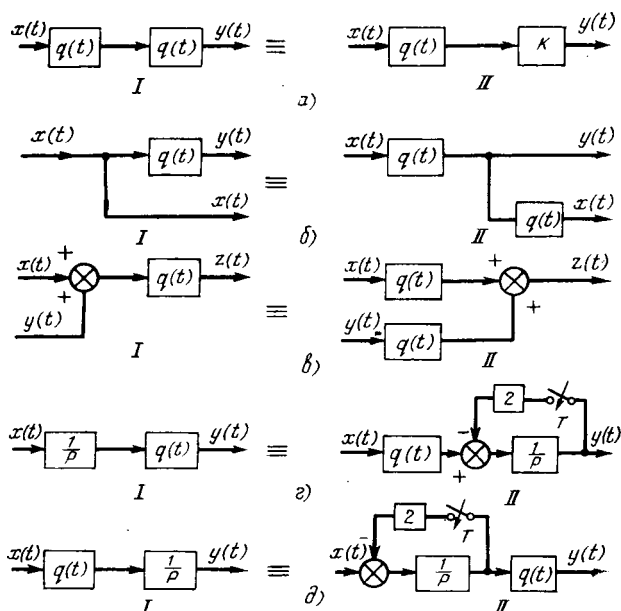 x(t) q(t) q(t) y(t) ≡ x(t) q(t) K y(t)
I а) II
x(t) q(t) y(t) x(t) ≡ x(t) q(t) y(t) q(t) x(t)
I б) II
x(t) + + y(t) q(t) z(t) ≡ x(t) q(t) y(t) q(t) + + z(t)
I в) II
x(t) 1/p q(t) y(t) ≡ x(t) q(t) + - 1/p 2 T y(t)
I г) II
x(t) q(t) 1/p y(t) ≡ x(t) - 2 T 1/p q(t) y(t)
I д) II